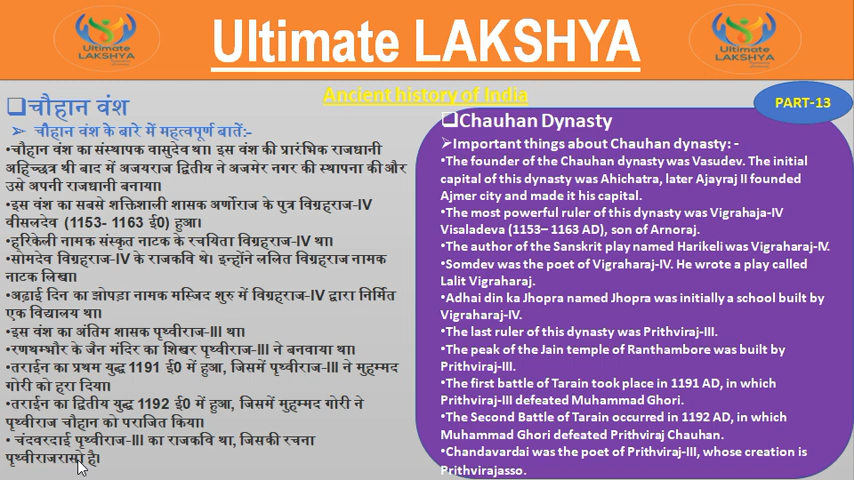 Ultimate
LAKSHYA
Ultimate LAKSHYA
Ultimate
LAKSHYA
Ancient history of India
PART-13
चौहान वंश
चौहान वंश के बारे में महत्वपूर्ण बातें:-
•चौहान वंश का संस्थापक वासुदेव था। इस वंश की प्रारंभिक राजधानी
अहिच्छत्र थी बाद में अजयराज द्वितीय ने अजमेर नगर की स्थापना की और
उसे अपनी राजधानी बनाया।
•इस वंश का सबसे शक्तिशाली शासक अर्णोराज के पुत्र विग्रहराज-IV
वीसलदेव (1153- 1163 ई0) हुआ।
•हरिकेली नामक संस्कृत नाटक के रचयिता विग्रहराज-IV था।
•सोमदेव विग्रहराज-IV के राजकवि थे। इन्होंने ललित विग्रहराज नामक
नाटक लिखा।
•अढ़ाई दिन का झोपड़ा नामक मस्जिद शुरु में विग्रहराज-IV द्वारा निर्मित
एक विद्यालय था।
•इस वंश का अंतिम शासक पृथ्वीराज-III था।
•रणथम्भौर के जैन मंदिर का शिखर पृथ्वीराज-III ने बनवाया था।
•तराईन का प्रथम युद्ध 1191 ई0 में हुआ, जिसमें पृथ्वीराज-III ने मुहम्मद
गोरी को हरा दिया।
•तराईन का द्वितीय युद्ध 1192 ई0 में हुआ, जिसमें मुहम्मद गोरी ने
पृथ्वीराज चौहान को पराजित किया।
• चंदवरदाई पृथ्वीराज-III का राजकवि था, जिसकी रचना
पृथ्वीराजरासो है।
Chauhan Dynasty
Important things about Chauhan dynasty: -
•The founder of the Chauhan dynasty was Vasudev. The initial
capital of this dynasty was Ahichatra, later Ajayraj II founded
Ajmer city and made it his capital.
•The most powerful ruler of this dynasty was Vigrahaja-IV
Visaladeva (1153– 1163 AD), son of Arnoraj.
•The author of the Sanskrit play named Harikeli was Vigraharaj-IV.
•Somdev was the poet of Vigraharaj-IV. He wrote a play called
Lalit Vigraharaj.
•Adhai din ka Jhopra named Jhopra was initially a school built by
Vigraharaj-IV.
•The last ruler of this dynasty was Prithviraj-III.
•The peak of the Jain temple of Ranthambore was built by
Prithviraj-III.
•The first battle of Tarain took place in 1191 AD, in which
Prithviraj-III defeated Muhammad Ghori.
•The Second Battle of Tarain occurred in 1192 AD, in which
Muhammad Ghori defeated Prithviraj Chauhan.
•Chandavardai was the poet of Prithviraj-III, whose creation is
Prithvirajasso.